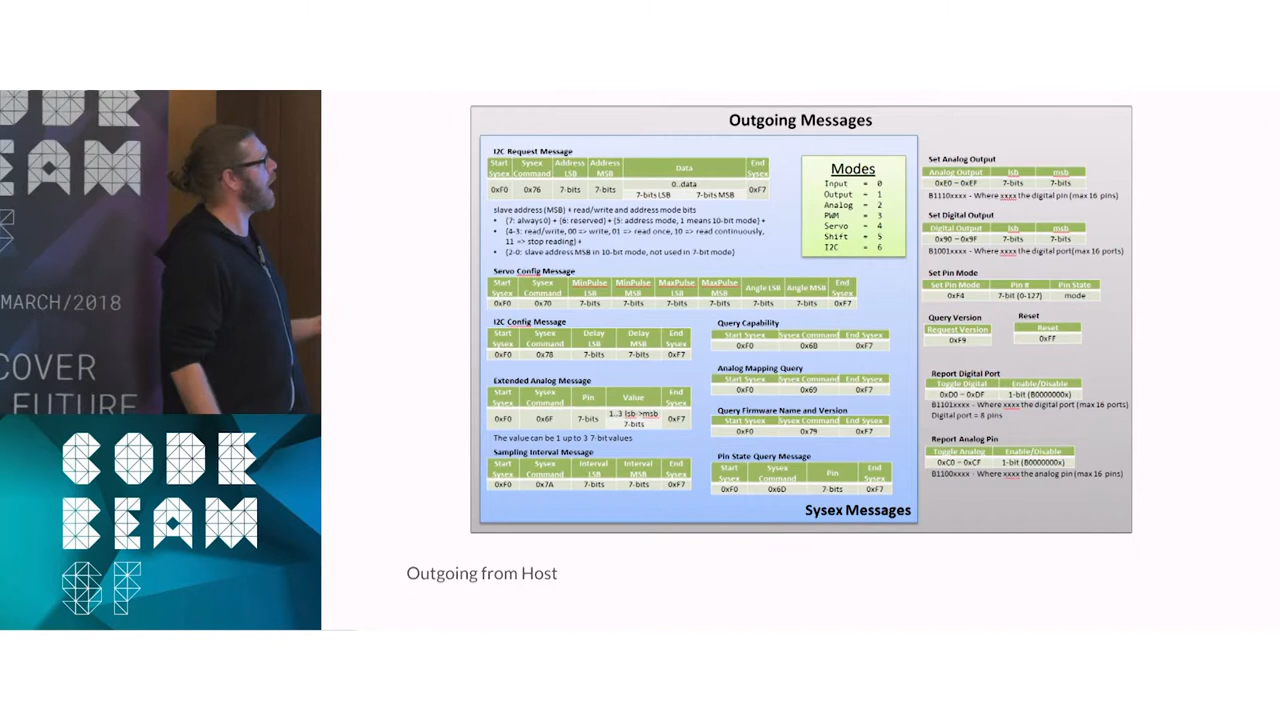 ODE
EAM
S
MARCH/2018
COVER
FUTURE
CODE
BEAM
SF
Outgoing Messages
I2C Request Message
Start Sysex | Sysex Command | Address LSB | Address MSB | Data | End Sysex
0xF0 | 0x76 | 7-bits | 7-bits | 0..data | 0xF7
7-bits LSB 7-bits MSB
slave address (MSB) + read/write and address mode bits
• {7: always 0} + {6: reserved} + {5: address mode, 1 means 10-bit mode} +
• {4-3: read/write, 00 => write, 01 => read once, 10 => read continuously,
11 => stop reading} +
• {2-0: slave address MSB in 10-bit mode, not used in 7-bit mode}
Modes
Input = 0
Output = 1
Analog = 2
PWM = 3
Servo = 4
Shift = 5
I2C = 6
Servo Config Message
Start Sysex | Sysex Command | MinPulse LSB | MinPulse MSB | MaxPulse LSB | MaxPulse MSB | Angle LSB | Angle MSB | End Sysex
0xF0 | 0x70 | 7-bits | 7-bits | 7-bits | 7-bits | 7-bits | 7-bits | 0xF7
I2C Config Message
Start Sysex | Sysex Command | Delay LSB | Delay MSB | End Sysex
0xF0 | 0x78 | 7-bits | 7-bits | 0xF7
Extended Analog Message
Start Sysex | Sysex Command | Pin | Value | End Sysex
0xF0 | 0x6F | 7-bits | 1..3 lsb->msb 7-bits | 0xF7
The value can be 1 up to 3 7-bit values
Sampling Interval Message
Start Sysex | Sysex Command | Interval LSB | Interval MSB | End Sysex
0xF0 | 0x7A | 7-bits | 7-bits | 0xF7
Query Capability
Start Sysex | Sysex Command | End Sysex
0xF0 | 0x6B | 0xF7
Analog Mapping Query
Start Sysex | Sysex Command | End Sysex
0xF0 | 0x69 | 0xF7
Query Firmware Name and Version
Start Sysex | Sysex Command | End Sysex
0xF0 | 0x79 | 0xF7
Pin State Query Message
Start Sysex | Sysex Command | Pin | End Sysex
0xF0 | 0x6D | 7-bits | 0xF7
Sysex Messages
Set Analog Output
Analog Output | lsb | msb
0xE0 – 0xEF | 7-bits | 7-bits
B1110xxxx - Where xxxx the digital pin (max 16 pins)
Set Digital Output
Digital Output | lsb | msb
0x90 – 0x9F | 7-bits | 7-bits
B1001xxxx - Where xxxx the digital port(max 16 ports)
Set Pin Mode
Set Pin Mode | Pin # | Pin State
0xF4 | 7-bit (0-127) | mode
Query Version
Request Version
0xF9
Reset
Reset
0xFF
Report Digital Port
Toggle Digital | Enable/Disable
0xD0 – 0xDF | 1-bit (B0000000x)
B1101xxxx - Where xxxx the digital port (max 16 ports)
Digital port = 8 pins
Report Analog Pin
Toggle Analog | Enable/Disable
0xC0 – 0xCF | 1-bit (B0000000x)
B1100xxxx - Where xxxx the analog pin (max 16 pins)
Outgoing from Host